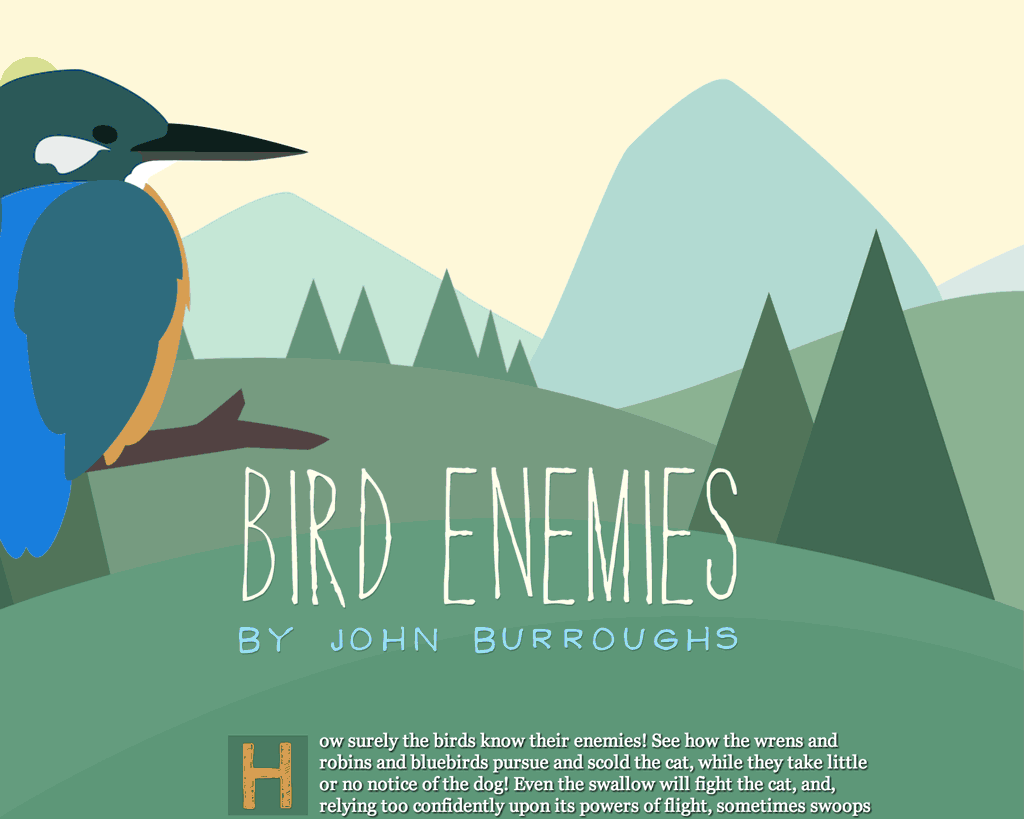 BIRD ENEMIES
BY JOHN BURROUGHS
How surely the birds know their enemies! See how the wrens and
robins and bluebirds pursue and scold the cat, while they take little
or no notice of the dog! Even the swallow will fight the cat, and,
relying too confidently upon its powers of flight, sometimes swoops